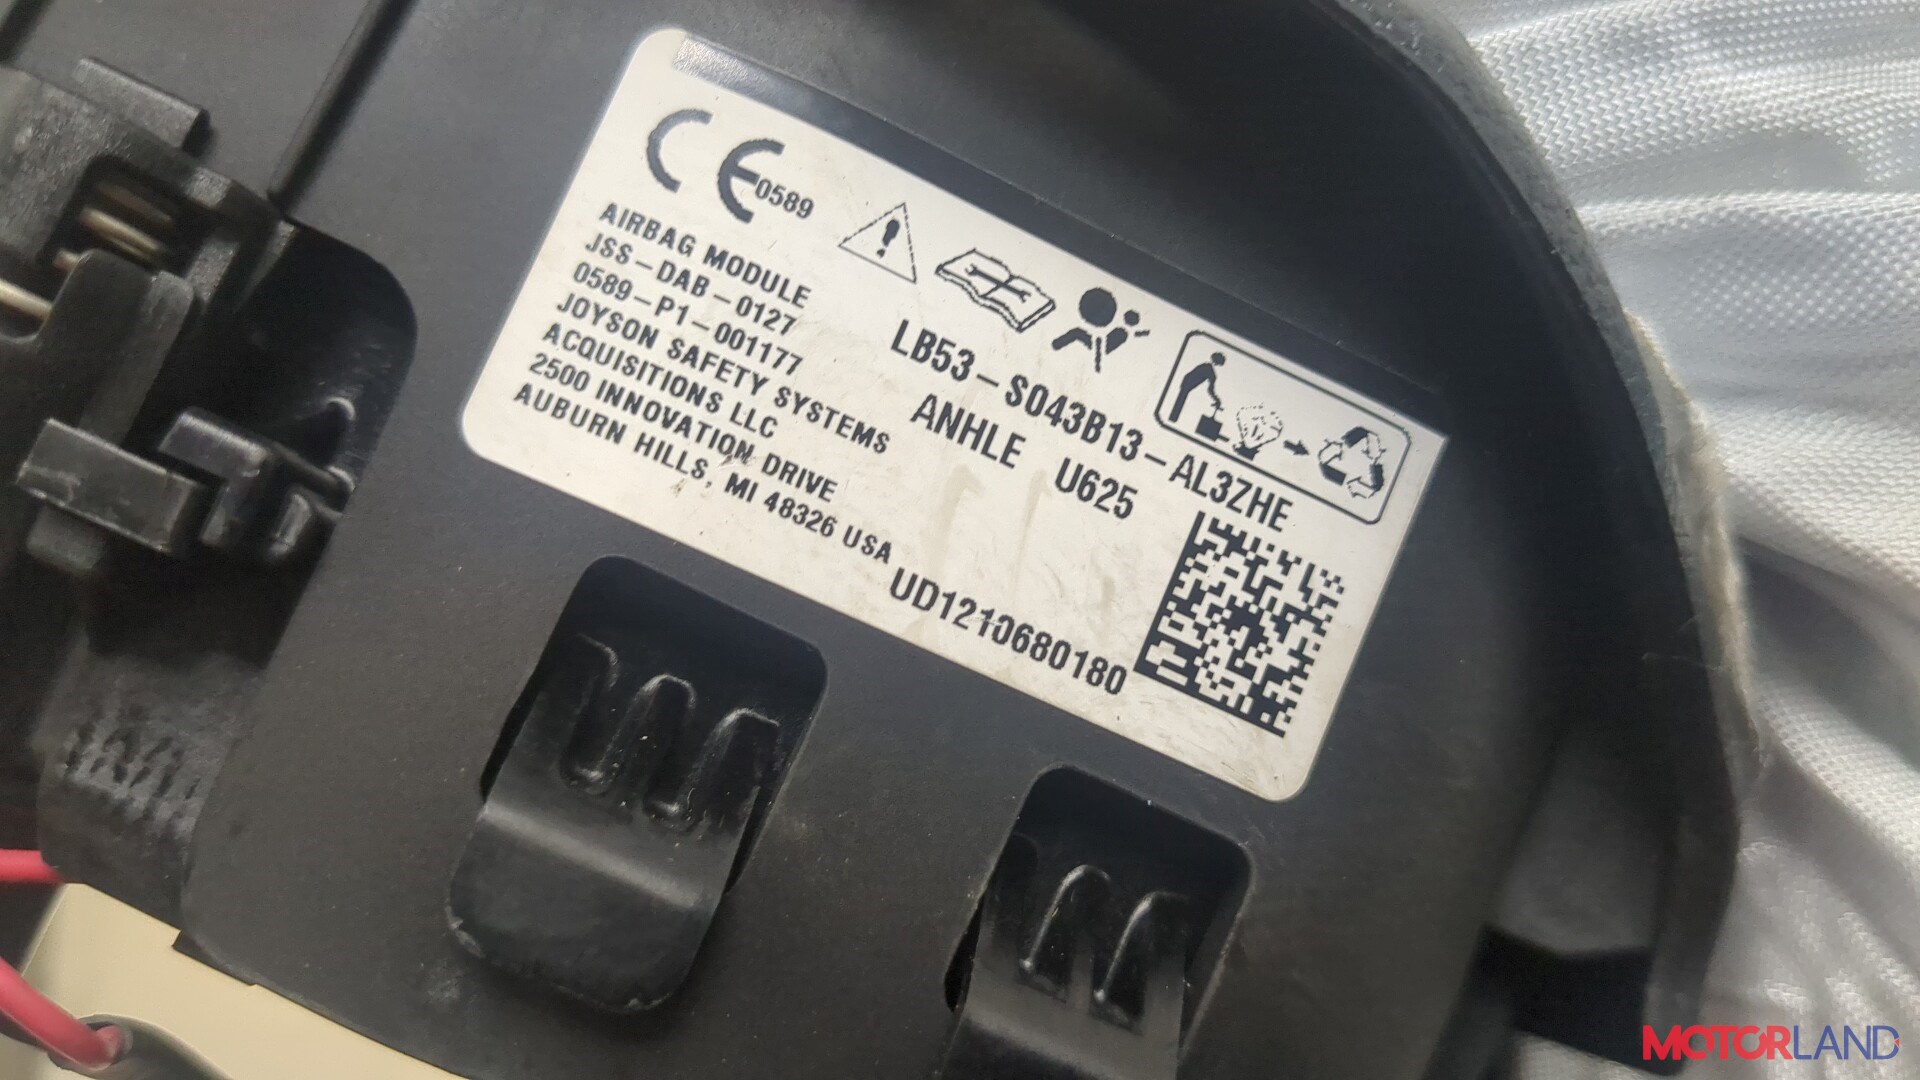 CE0589
AIRBAG MODULE
JSS-DAB-0127
0589-P1-001177
JOYSON SAFETY SYSTEMS
ACQUISITIONS LLC
2500 INNOVATION DRIVE
AUBURN HILLS, MI 48326 USA
LB53-S043B13-AL3ZHE
ANHLE U625
UD1210680180
MOTORLAND